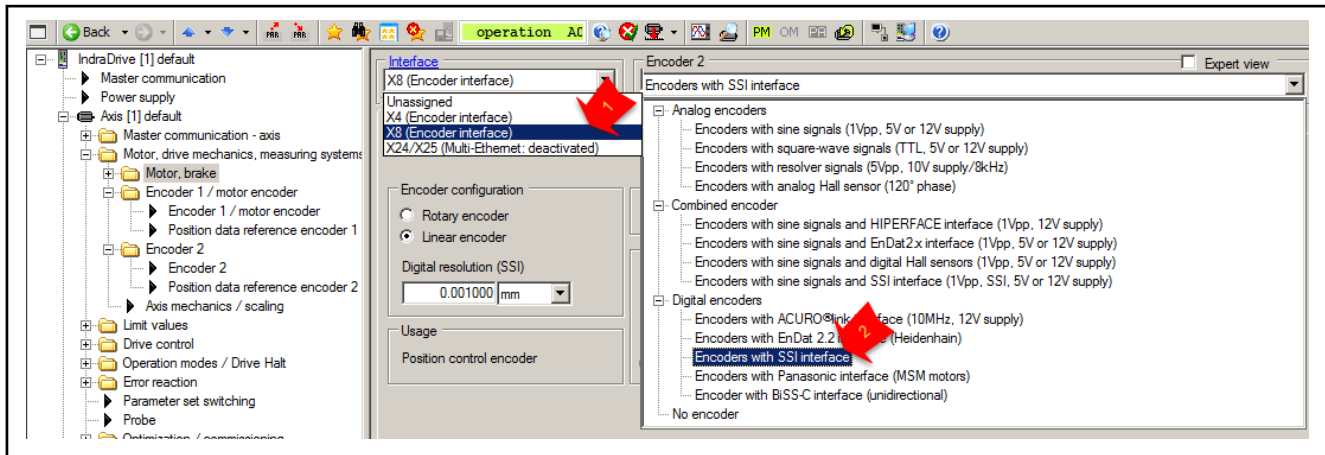 Back
PAR
PAR
operation AC
PM
OM
IndraDrive [1] default
Master communication
Power supply
Axis [1] default
Master communication - axis
Motor, drive mechanics, measuring systems
Motor, brake
Encoder 1 / motor encoder
Encoder 1 / motor encoder
Position data reference encoder 1
Encoder 2
Encoder 2
Position data reference encoder 2
Axis mechanics / scaling
Limit values
Drive control
Operation modes / Drive Halt
Error reaction
Parameter set switching
Probe
Optimization / commissioning
Interface
X8 (Encoder interface)
Unassigned
X4 (Encoder interface)
X8 (Encoder interface)
X24/X25 (Multi-Ethernet: deactivated)
1
Encoder configuration
Rotary encoder
Linear encoder
Digital resolution (SSI)
0.001000 mm
Usage
Position control encoder
Encoder 2
Expert view
Encoders with SSI interface
Analog encoders
Encoders with sine signals (1Vpp, 5V or 12V supply)
Encoders with square-wave signals (TTL, 5V or 12V supply)
Encoders with resolver signals (5Vpp, 10V supply/8kHz)
Encoders with analog Hall sensor (120° phase)
Combined encoder
Encoders with sine signals and HIPERFACE interface (1Vpp, 12V supply)
Encoders with sine signals and EnDat2.x interface (1Vpp, 5V or 12V supply)
Encoders with sine signals and digital Hall sensors (1Vpp, 5V or 12V supply)
Encoders with sine signals and SSI interface (1Vpp, SSI, 5V or 12V supply)
Digital encoders
Encoders with ACURO®link face (10MHz, 12V supply)
Encoders with EnDat 2.2 (Heidenhain)
Encoders with SSI interface
2
Encoders with Panasonic interface (MSM motors)
Encoder with BiSS-C interface (unidirectional)
No encoder